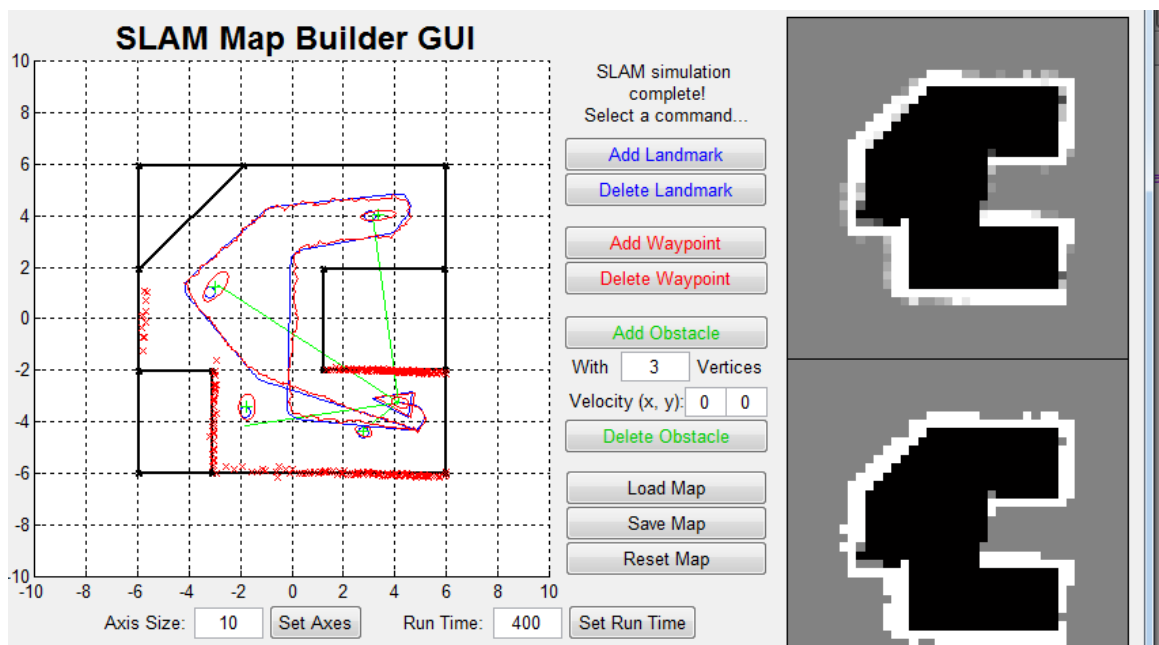 SLAM Map Builder GUI
10
8
6
4
2
0
-2
-4
-6
-8
-10
-10 -8 -6 -4 -2 0 2 4 6 8 10
Axis Size: 10 Set Axes Run Time: 400 Set Run Time
SLAM simulation
complete!
Select a command...
Add Landmark
Delete Landmark
Add Waypoint
Delete Waypoint
Add Obstacle
With 3 Vertices
Velocity (x, y): 0 0
Delete Obstacle
Load Map
Save Map
Reset Map